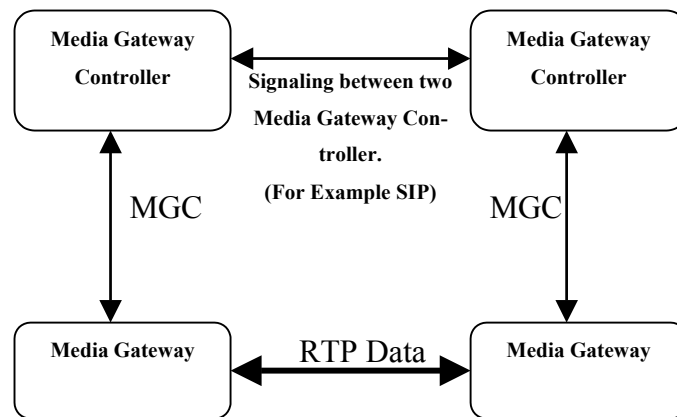 Media Gateway
Controller
Media Gateway
Controller
Signaling between two
Media Gateway Con-
troller.
(For Example SIP)
MGC
MGC
Media Gateway
RTP Data
Media Gateway